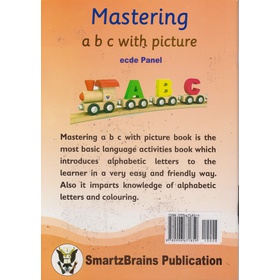 Mastering
a b c with picture
ecde Panel
A B C
Mastering a b c with picture book is the
most basic language activities book which
introduces alphabetic letters to the
learner in a very easy and friendly way.
Also it imparts knowledge of alphabetic
letters and colouring.
SmartzBrains Publication